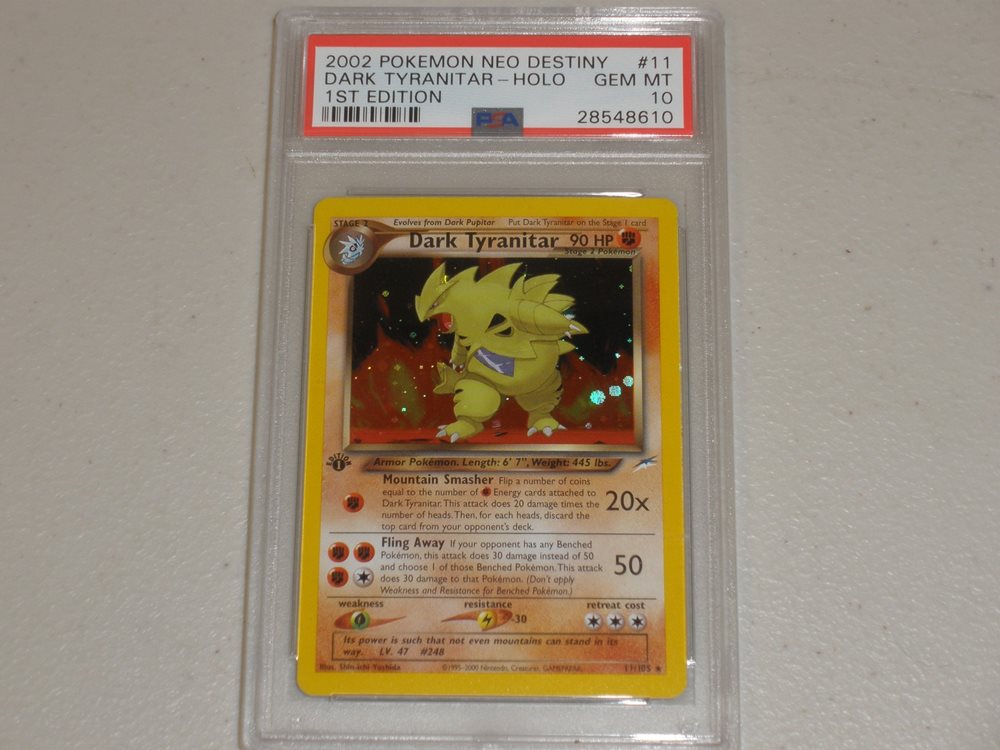 2002 POKEMON NEO DESTINY #11
DARK TYRANITAR - HOLO GEM MT
1ST EDITION 10
PSA 28548610
STAGE 2 Evolves from Dark Pupitar Put Dark Tyranitar on the Stage 1 card
Dark Tyranitar 90 HP
Stage 2 Pokémon
EDITION 1
Armor Pokémon. Length: 6' 7", Weight: 445 lbs.
Mountain Smasher Flip a number of coins
equal to the number of Energy cards attached to
Dark Tyranitar. This attack does 20 damage times the
number of heads. Then, for each heads, discard the
top card from your opponent's deck.
20x
Fling Away If your opponent has any Benched
Pokémon, this attack does 30 damage instead of 50
and choose 1 of those Benched Pokémon. This attack
does 30 damage to that Pokémon. (Don't apply
Weakness and Resistance for Benched Pokémon.)
50
weakness resistance retreat cost
-30
Its power is such that not even mountains can stand in its
way. LV. 47 #248
Illus. Shin-ichi Yoshida ©1995-2000 Nintendo, Creatures, GAMEFREAK. 11/105